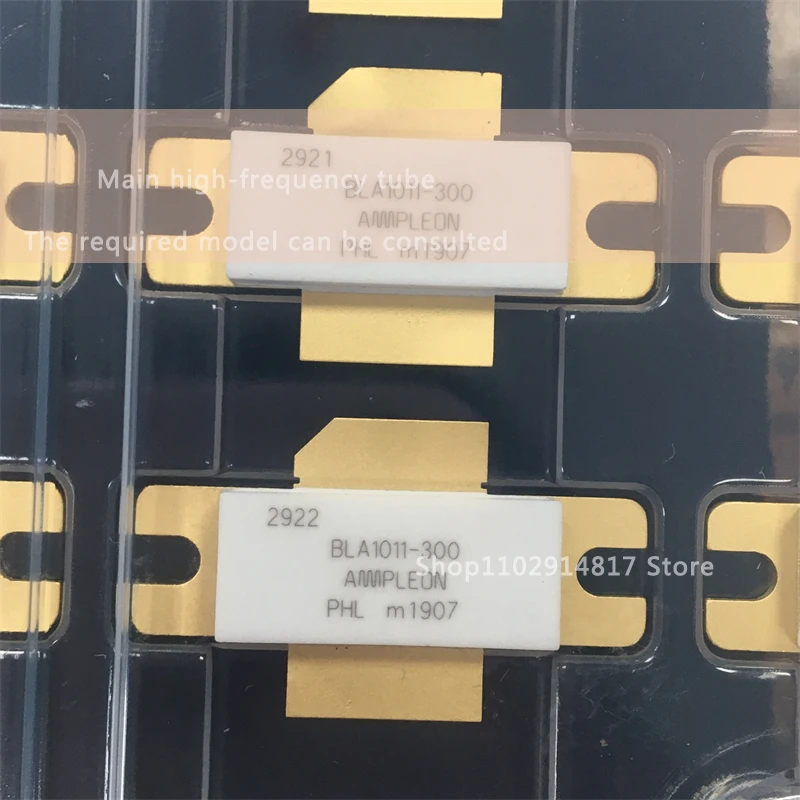 2921
Main high-frequency tube
BLA1011-300
AMPLEON
The required model can be consulted
PHL m1907
2922
BLA1011-300
AMPLEON
Shop1102914817 Store
PHL m1907